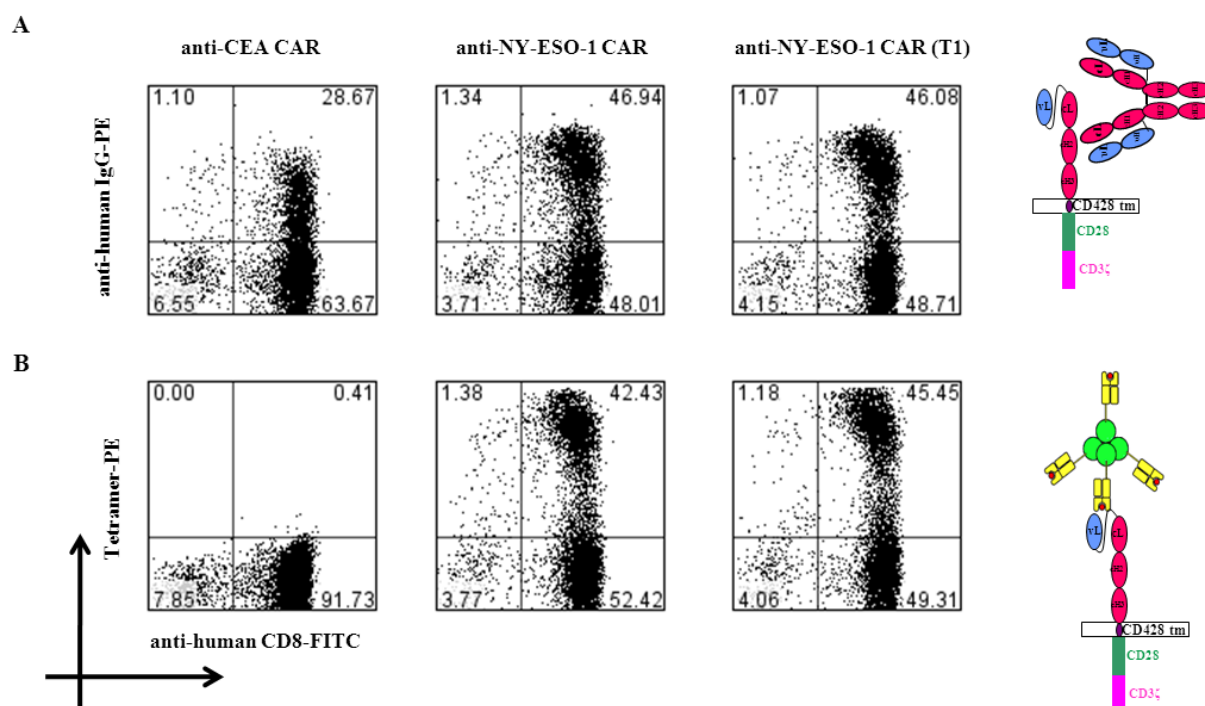 A
anti-CEA CAR
anti-NY-ESO-1 CAR
anti-NY-ESO-1 CAR (T1)
anti-human IgG-PE
1.10 28.67
6.55 63.67
1.34 46.94
3.71 48.01
1.07 46.08
4.15 48.71
vL
cL
cH2
cH3
CD428 tm
CD28
CD3ζ
B
Tetramer-PE
0.00 0.41
7.85 91.73
1.38 42.43
3.77 52.42
1.18 45.45
4.06 49.31
anti-human CD8-FITC
vL
cL
cH2
cH3
CD428 tm
CD28
CD3ζ